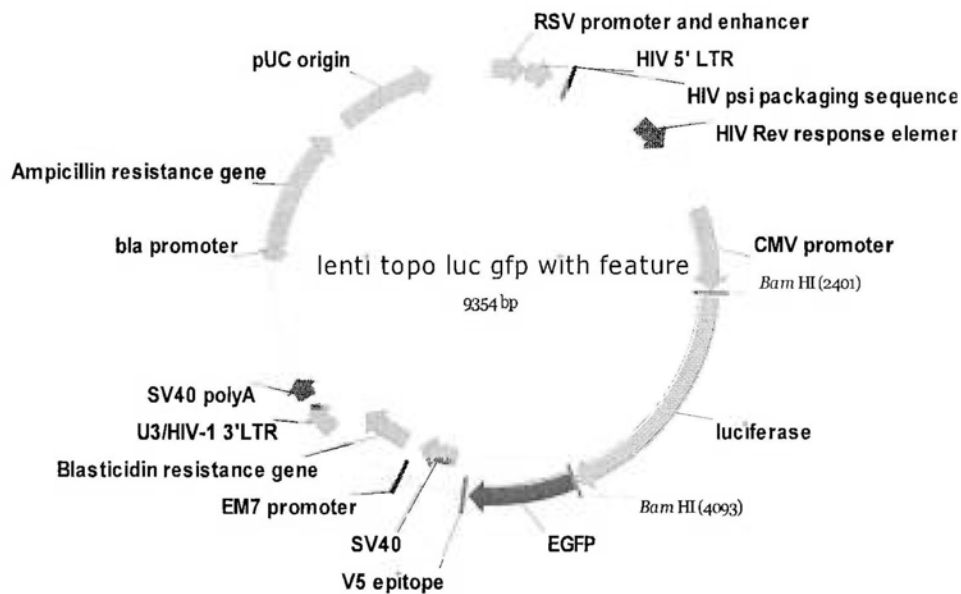 RSV promoter and enhancer
HIV 5' LTR
pUC origin
HIV psi packaging sequence
HIV Rev response elemer
Ampicillin resistance gene
bla promoter
CMV promoter
lenti topo luc gfp with feature
Bam HI (2401)
9354 bp
SV40 polyA
U3/HIV-1 3'LTR
luciferase
Blasticidin resistance gene
EM7 promoter
Bam HI (4093)
SV40
EGFP
V5 epitope